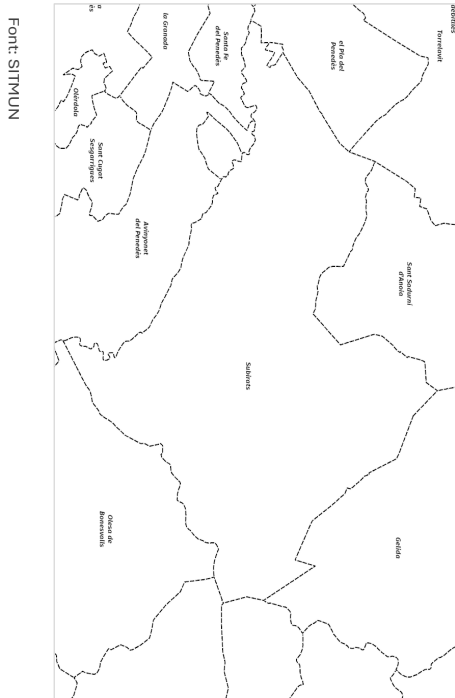 Torrelavit
el Pla del
Penedès
Santa Fe
del Penedès
la Granada
Olèrdola
Sant Cugat
Sesgarrigues
Avinyonet
del Penedès
Sant Sadurní
d'Anoia
Subirats
Gelida
Olesa de
Bonesvalls
Font: SITMUN